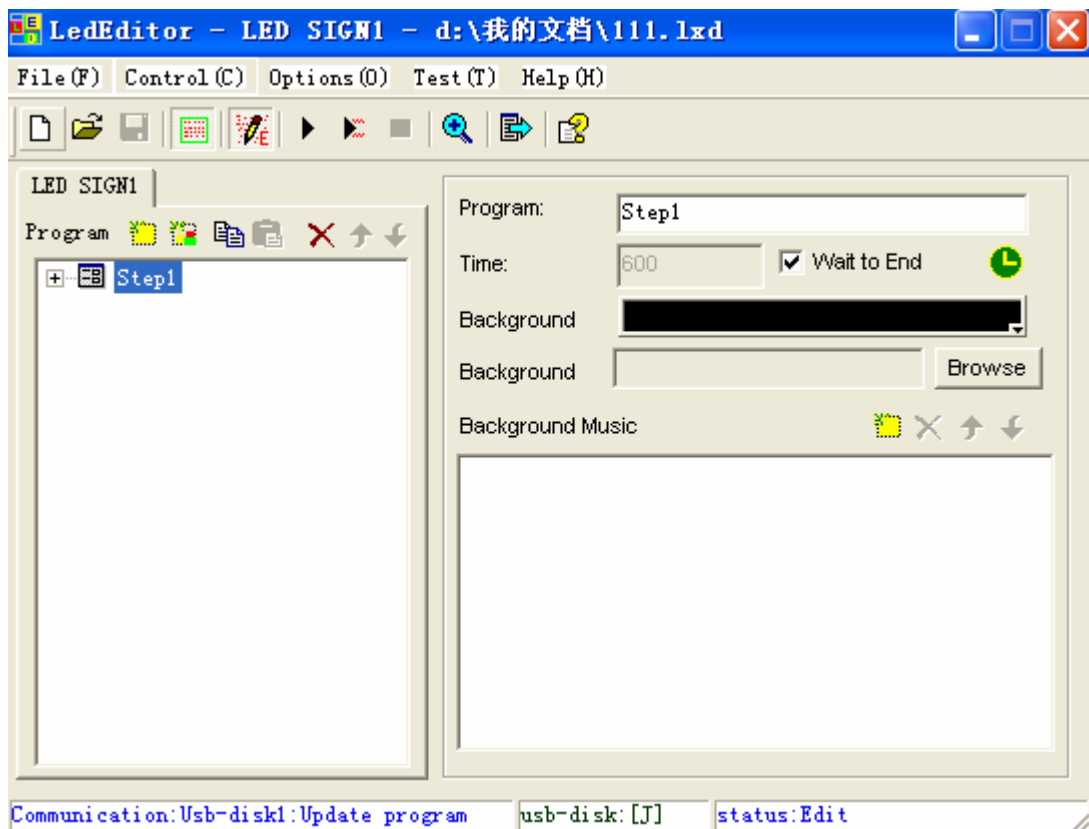 LedEditor - LED SIGN1 - d:\我的文档\111.lxd
File(F) Control(C) Options(O) Test(T) Help(H)
LED SIGN1
Program
Step1
Program: Step1
Time: 600 Wait to End
Background
Background Browse
Background Music
Communication:Usb-disk1:Update program usb-disk:[J] status:Edit